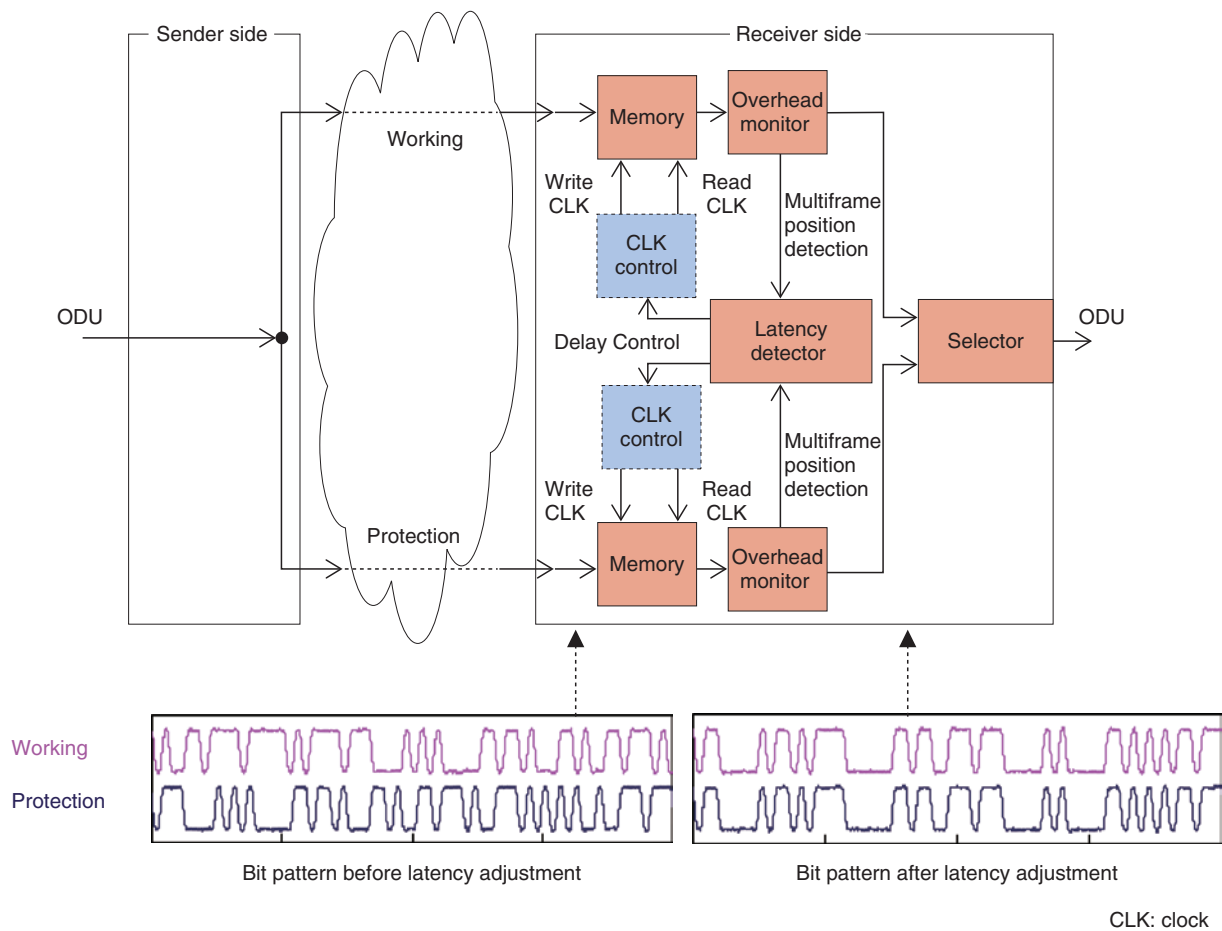 Sender side
Receiver side
Working
Memory
Overhead
monitor
Write
CLK
Read
CLK
Multiframe
position
detection
CLK
control
ODU
Delay Control
Latency
detector
Selector
ODU
CLK
control
Multiframe
position
detection
Write
CLK
Read
CLK
Protection
Memory
Overhead
monitor
Working
Protection
Bit pattern before latency adjustment
Bit pattern after latency adjustment
CLK: clock